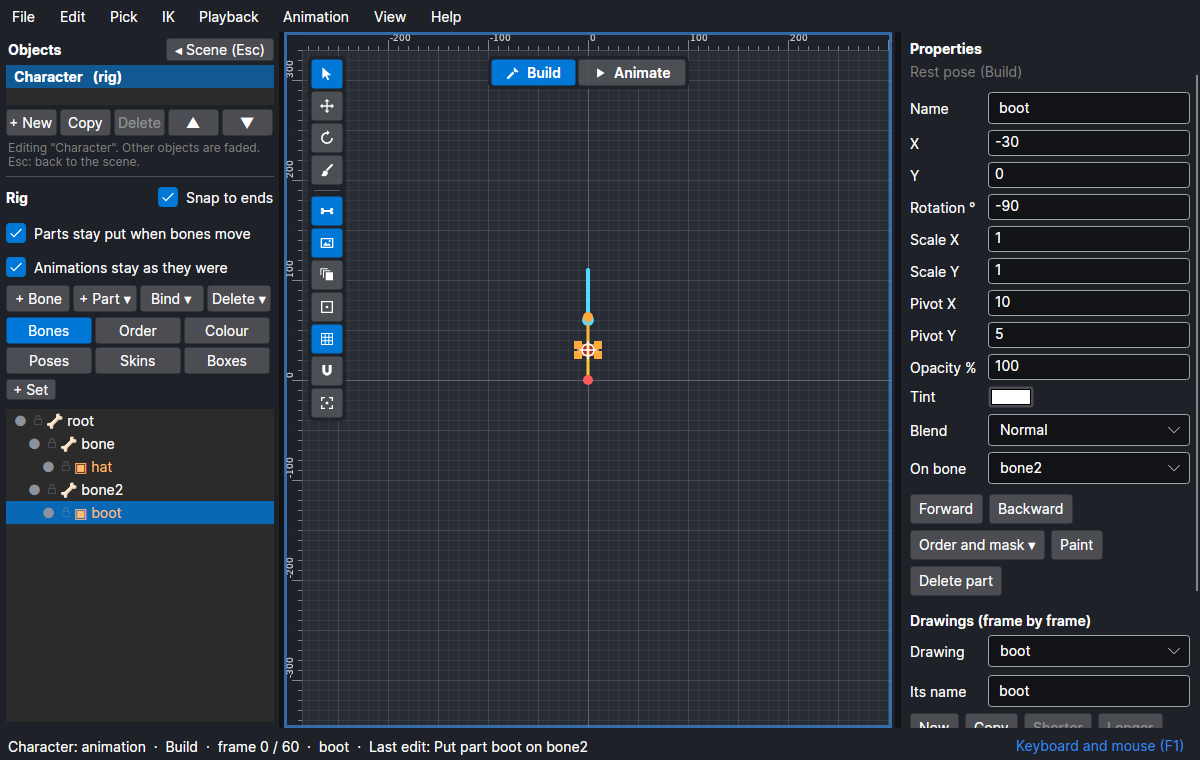 File Edit Pick IK Playback Animation View Help
Objects
◂ Scene (Esc)
Character (rig)
+ New Copy Delete ▲ ▼
Editing "Character". Other objects are faded.
Esc: back to the scene.
Rig
Snap to ends
Parts stay put when bones move
Animations stay as they were
+ Bone + Part ▾ Bind ▾ Delete ▾
Bones Order Colour
Poses Skins Boxes
+ Set
root
bone
hat
bone2
boot
-200 -100 0 100 200
300
200
100
0
-100
-200
-300
Build Animate
Properties
Rest pose (Build)
Name boot
X -30
Y 0
Rotation ° -90
Scale X 1
Scale Y 1
Pivot X 10
Pivot Y 5
Opacity % 100
Tint
Blend Normal
On bone bone2
Forward Backward
Order and mask ▾ Paint
Delete part
Drawings (frame by frame)
Drawing boot
Its name boot
New Copy Shorter Longer
Character: animation · Build · frame 0 / 60 · boot · Last edit: Put part boot on bone2
Keyboard and mouse (F1)